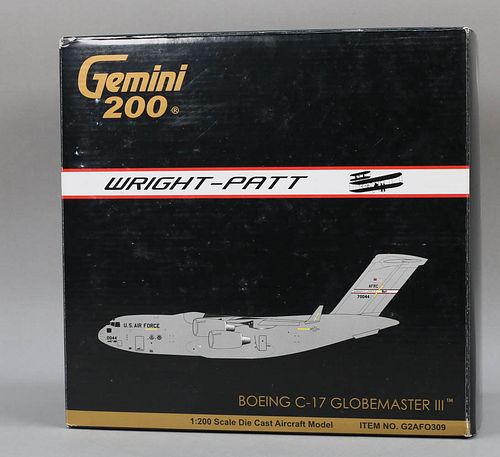 Gemini
200®
WRIGHT-PATT
AFRC
70044
U.S. AIR FORCE
0044
BOEING C-17 GLOBEMASTER III™
1:200 Scale Die Cast Aircraft Model ITEM NO. G2AFO309